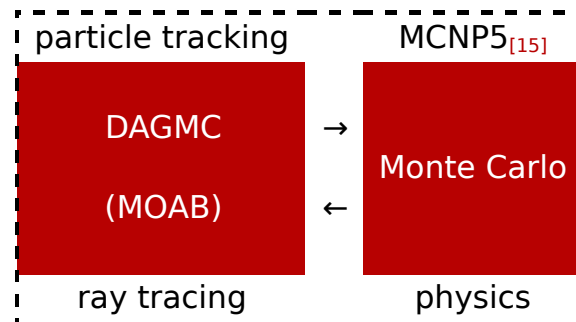 particle tracking
MCNP5[15]
DAGMC
(MOAB)
→
←
Monte Carlo
ray tracing
physics